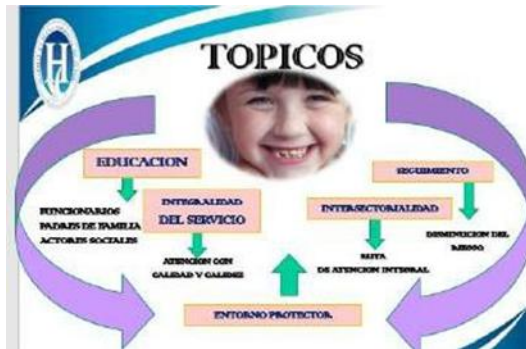 TOPICOS
EDUCACION
FUNCIONARIOS
PADRES DE FAMILIA
ACTORES SOCIALES
INTEGRALIDAD
DEL SERVICIO
ATENCION CON
CALIDAD Y CALIDEZ
INTERSECTORIALIDAD
RUTA
DE ATENCION INTEGRAL
SEGUIMIENTO
DISMINUCION DEL
RIESGO
ENTORNO PROTECTOR